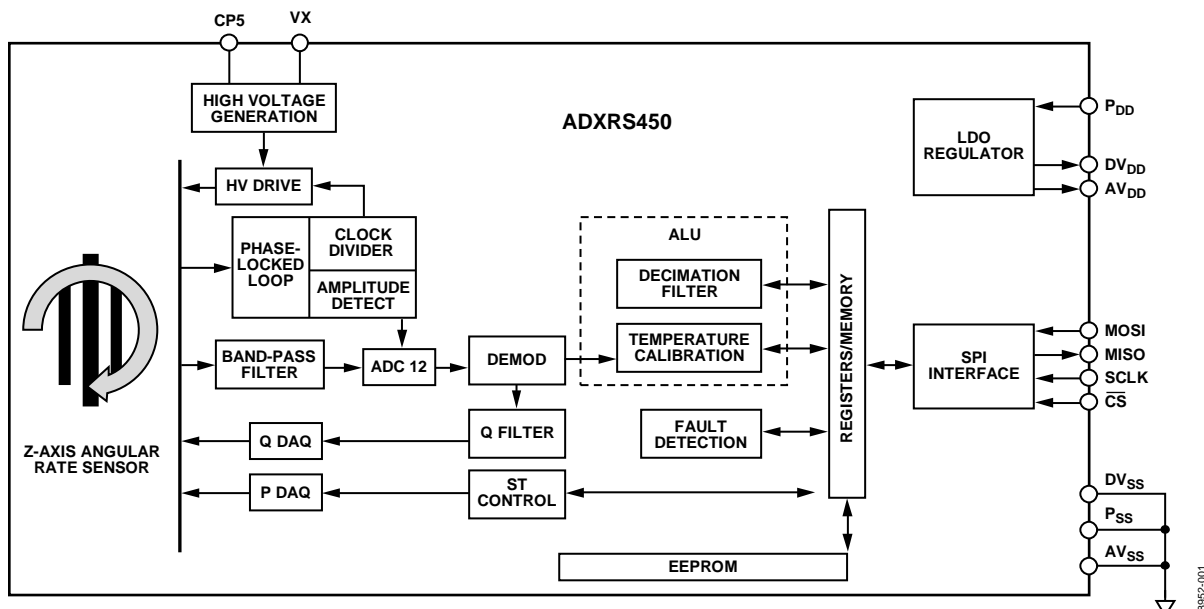 CP5
VX
HIGH VOLTAGE
GENERATION
ADXRS450
LDO
REGULATOR
PDD
DVDD
AVDD
HV DRIVE
PHASE-
LOCKED
LOOP
CLOCK
DIVIDER
AMPLITUDE
DETECT
ALU
DECIMATION
FILTER
TEMPERATURE
CALIBRATION
REGISTERS/MEMORY
SPI
INTERFACE
MOSI
MISO
SCLK
CS
BAND-PASS
FILTER
ADC 12
DEMOD
Z-AXIS ANGULAR
RATE SENSOR
Q DAQ
Q FILTER
FAULT
DETECTION
P DAQ
ST
CONTROL
EEPROM
DVSS
PSS
AVSS